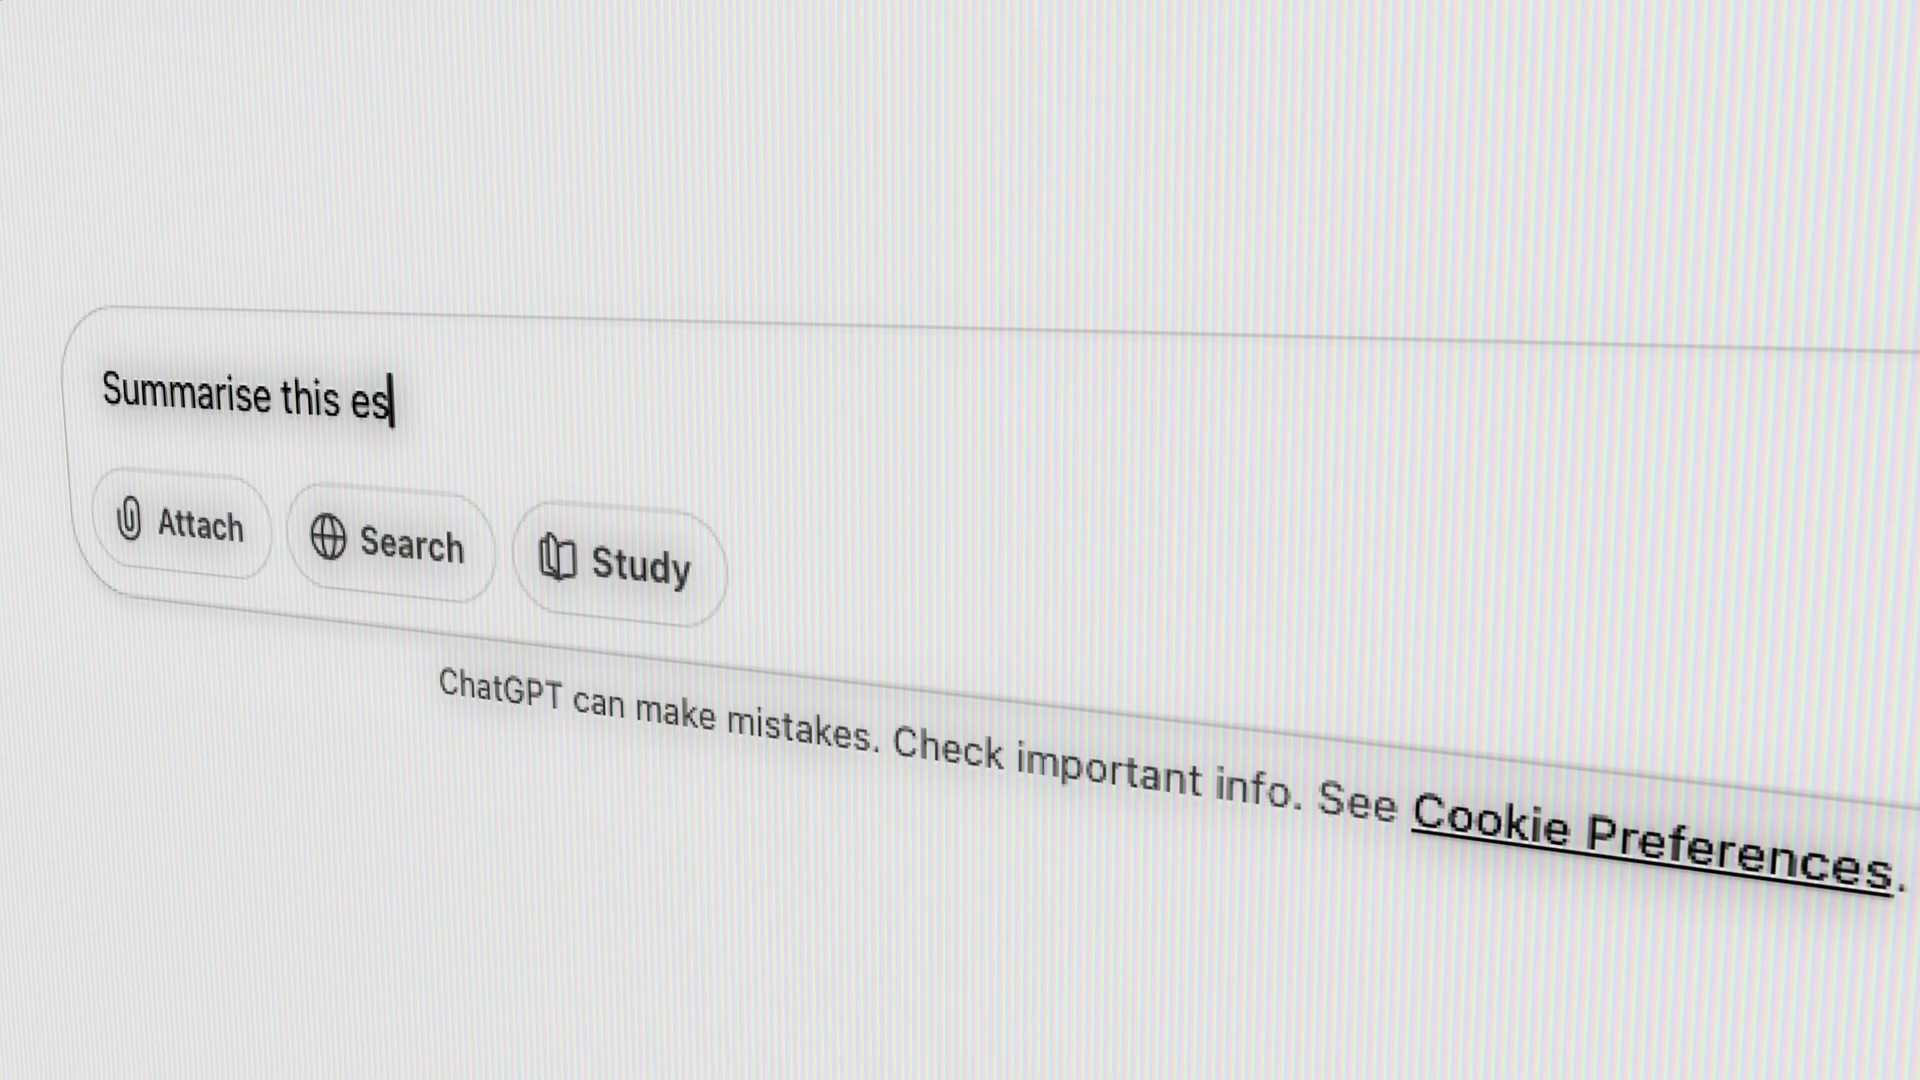 Summarise this es
Attach Search Study
ChatGPT can make mistakes. Check important info. See Cookie Preferences.